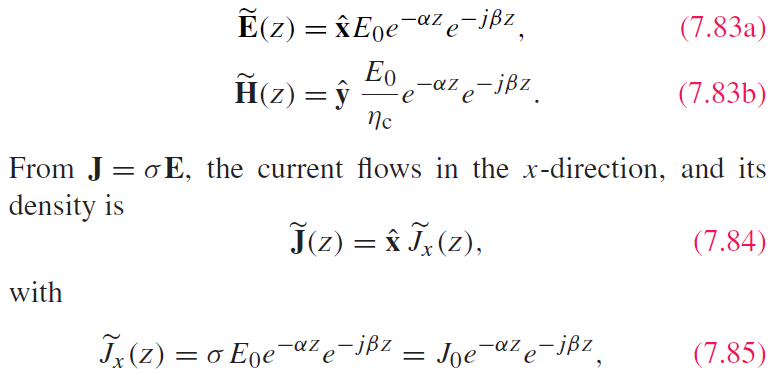 Ẽ(z) = x̂E₀e^{−αz}e^{−jβz}, (7.83a)
H̃(z) = ŷ E₀/η_c e^{−αz}e^{−jβz}. (7.83b)
From J = σE, the current flows in the x-direction, and its
density is
J̃(z) = x̂ J̃ₓ(z), (7.84)
with
J̃ₓ(z) = σ E₀e^{−αz}e^{−jβz} = J₀e^{−αz}e^{−jβz}, (7.85)